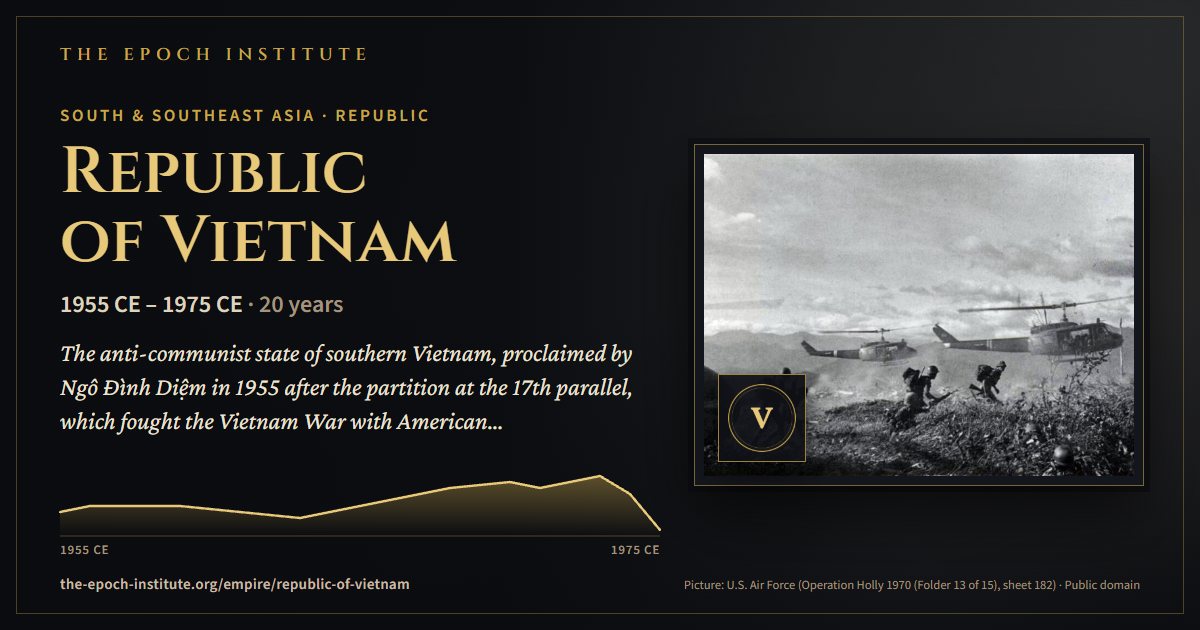 THE EPOCH INSTITUTE
SOUTH & SOUTHEAST ASIA · REPUBLIC
REPUBLIC
OF VIETNAM
1955 CE – 1975 CE · 20 years
The anti-communist state of southern Vietnam, proclaimed by
Ngô Đình Diệm in 1955 after the partition at the 17th parallel,
which fought the Vietnam War with American...
V
1955 CE
1975 CE
the-epoch-institute.org/empire/republic-of-vietnam
Picture: U.S. Air Force (Operation Holly 1970 (Folder 13 of 15), sheet 182) · Public domain